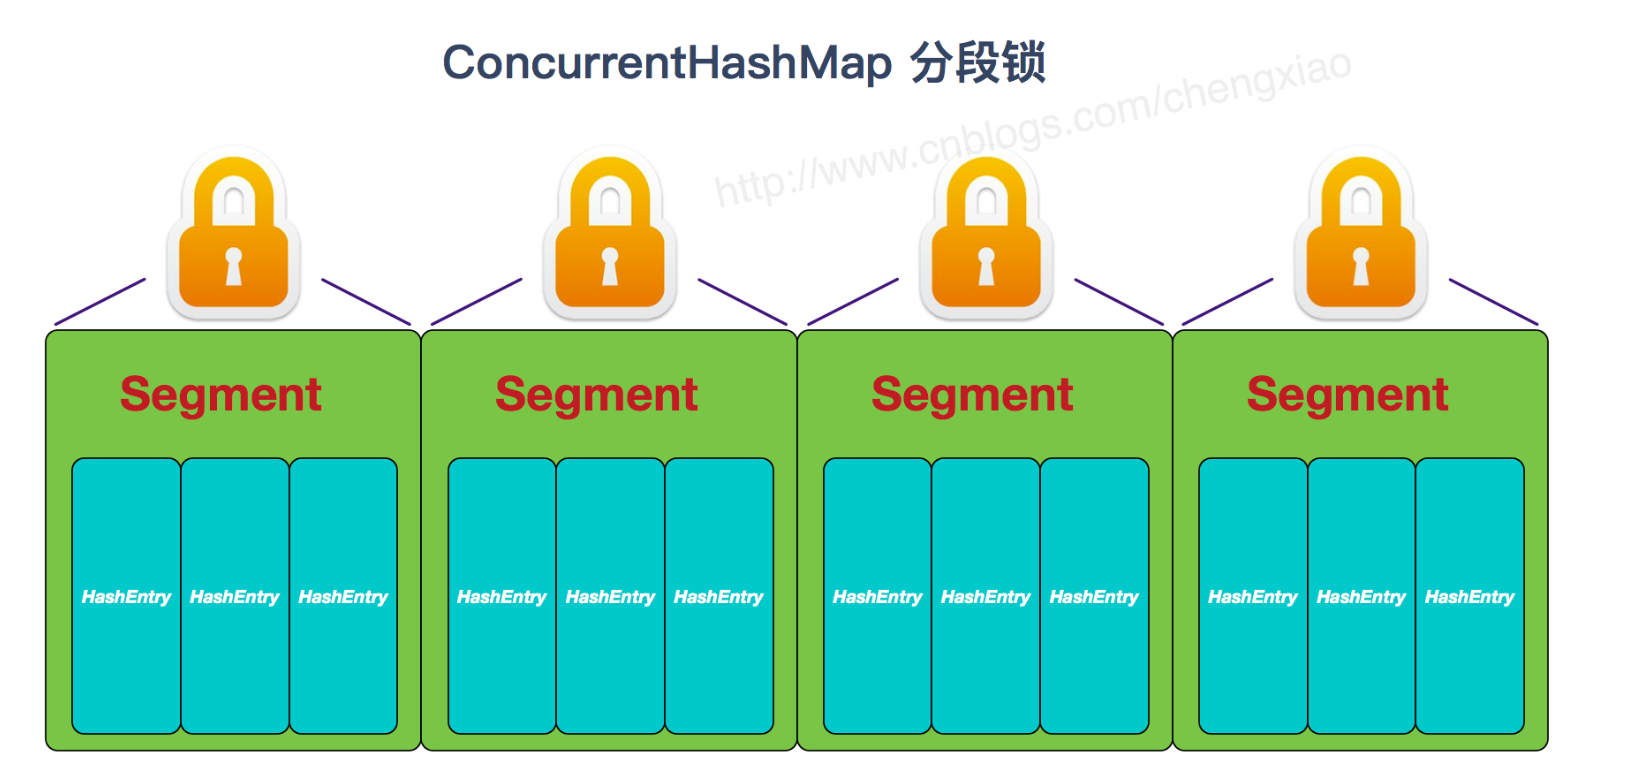 ConcurrentHashMap 分段锁
http://www.cnblogs.com/chengxiao
Segment Segment Segment Segment
HashEntry HashEntry HashEntry HashEntry HashEntry HashEntry HashEntry HashEntry HashEntry HashEntry HashEntry HashEntry